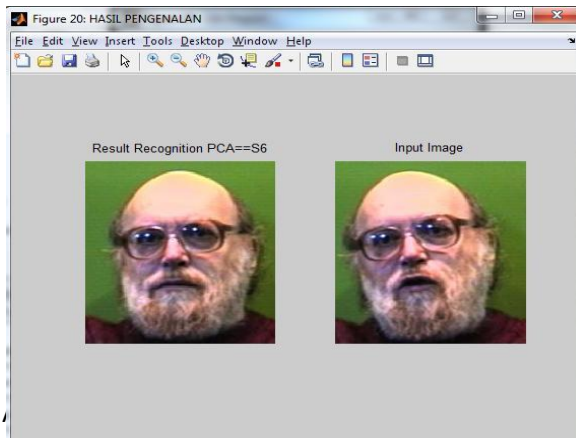 Figure 20: HASIL PENGENALAN
File Edit View Insert Tools Desktop Window Help
Result Recognition PCA==S6
Input Image